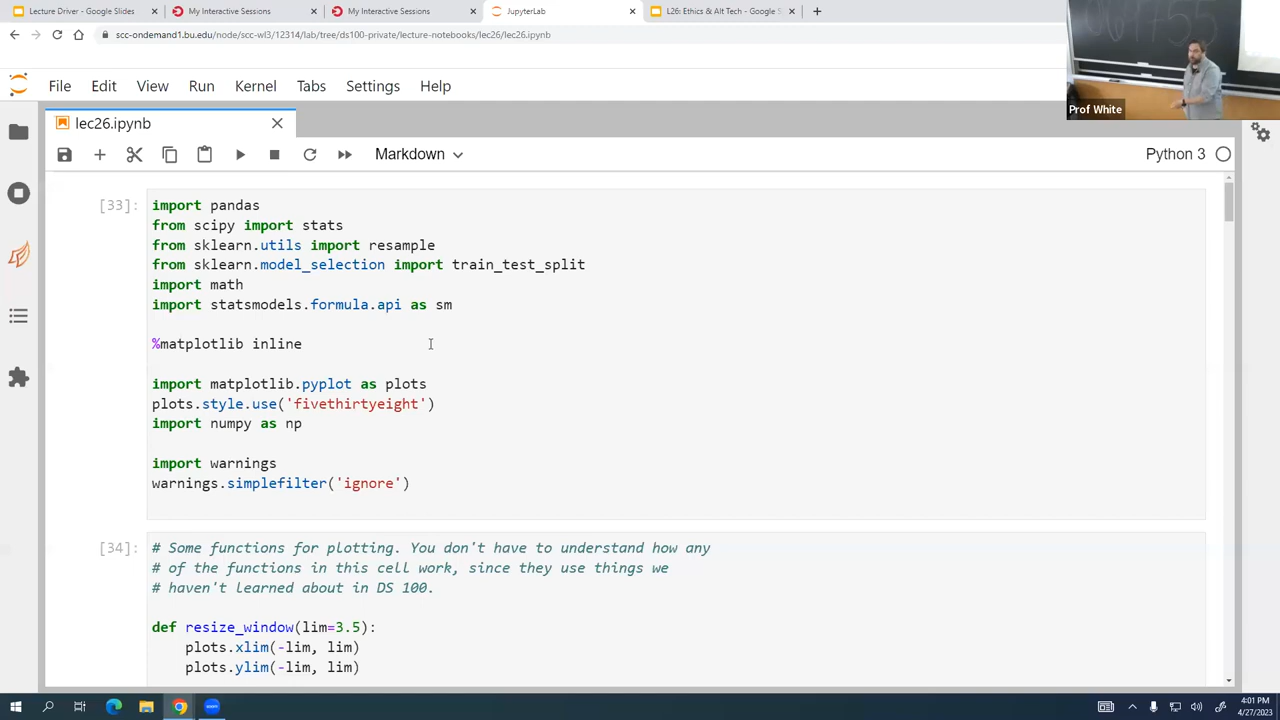 Lecture Driver - Google Slides
My Interactive Sessions
My Interactive Sessions
JupyterLab
L26: Ethics & Alt Tech - Google S
scc-ondemand1.bu.edu/node/scc-wl3/12314/lab/tree/ds100-private/lecture-notebooks/lec26/lec26.ipynb
Prof White
File Edit View Run Kernel Tabs Settings Help
lec26.ipynb
Markdown
Python 3
[33]:
import pandas
from scipy import stats
from sklearn.utils import resample
from sklearn.model_selection import train_test_split
import math
import statsmodels.formula.api as sm
%matplotlib inline
import matplotlib.pyplot as plots
plots.style.use('fivethirtyeight')
import numpy as np
import warnings
warnings.simplefilter('ignore')
[34]:
# Some functions for plotting. You don't have to understand how any
# of the functions in this cell work, since they use things we
# haven't learned about in DS 100.
def resize_window(lim=3.5):
plots.xlim(-lim, lim)
plots.ylim(-lim, lim)
4:01 PM
4/27/2023